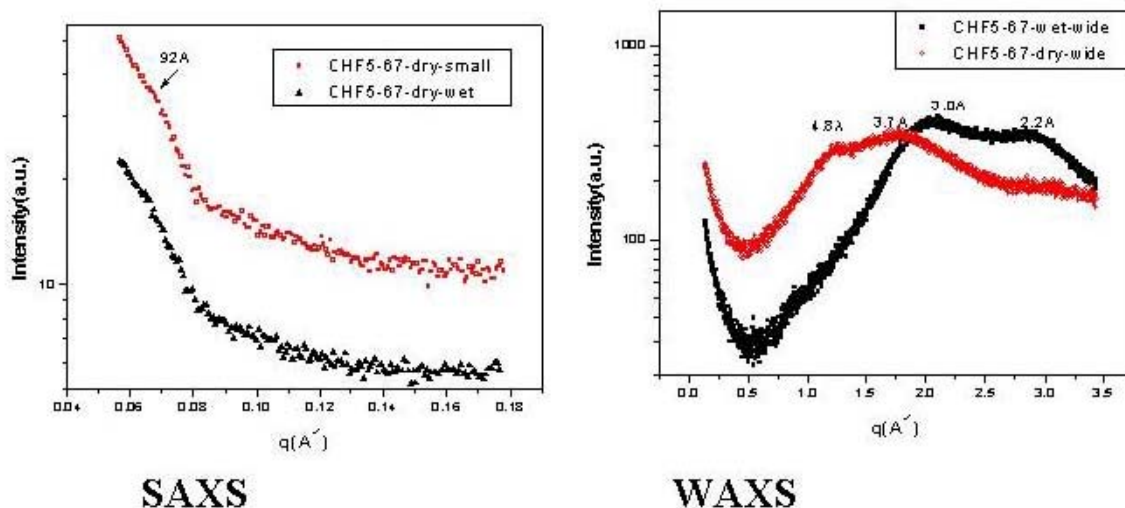 92A
CHF5-67-dry-small
CHF5-67-dry-wet
Intensity(a.u.)
10
0.04 0.06 0.08 0.10 0.12 0.14 0.16 0.18
q(A⁻¹)
SAXS
CHF5-67-wet-wide
CHF5-67-dry-wide
1000
3.0A
4.8A 3.7A 2.2A
Intensity(a.u.)
100
0.0 0.5 1.0 1.5 2.0 2.5 3.0 3.5
q(A⁻¹)
WAXS